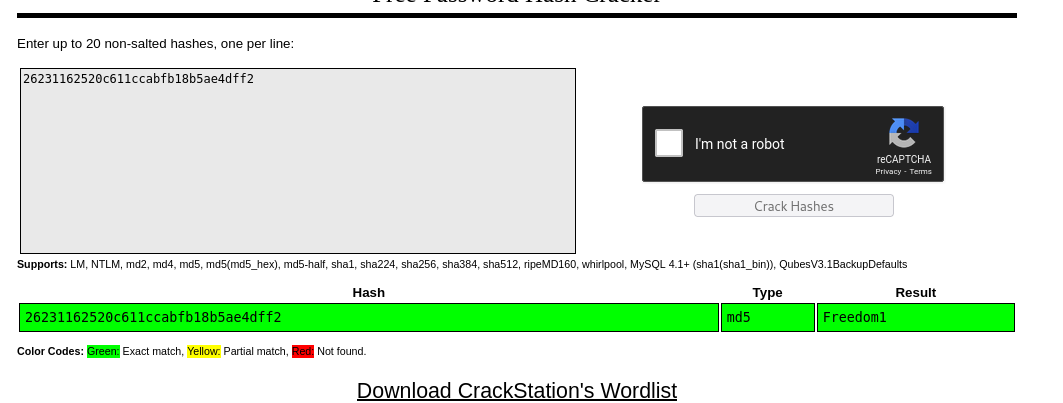 Free Password Hash Cracker
Enter up to 20 non-salted hashes, one per line:
26231162520c611ccabfb18b5ae4dff2
I'm not a robot
reCAPTCHA
Privacy - Terms
Crack Hashes
Supports: LM, NTLM, md2, md4, md5, md5(md5_hex), md5-half, sha1, sha224, sha256, sha384, sha512, ripeMD160, whirlpool, MySQL 4.1+ (sha1(sha1_bin)), QubesV3.1BackupDefaults
Hash Type Result
26231162520c611ccabfb18b5ae4dff2 md5 Freedom1
Color Codes: Green: Exact match, Yellow: Partial match, Red: Not found.
Download CrackStation's Wordlist